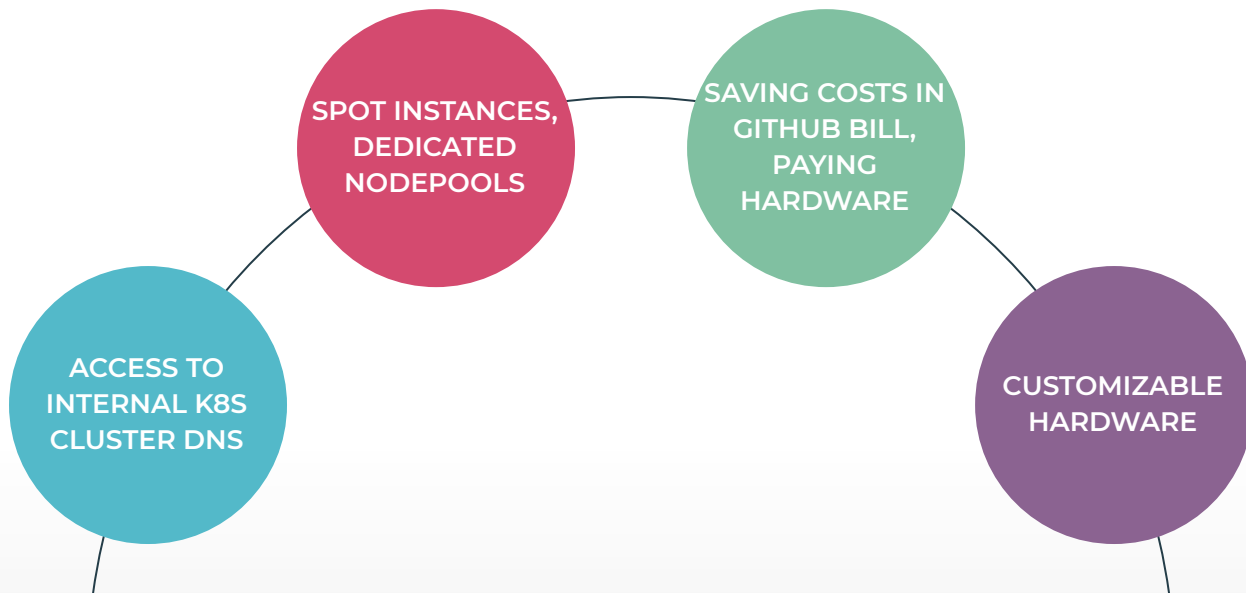 SPOT INSTANCES,
DEDICATED
NODEPOOLS
SAVING COSTS IN
GITHUB BILL,
PAYING
HARDWARE
ACCESS TO
INTERNAL K8S
CLUSTER DNS
CUSTOMIZABLE
HARDWARE